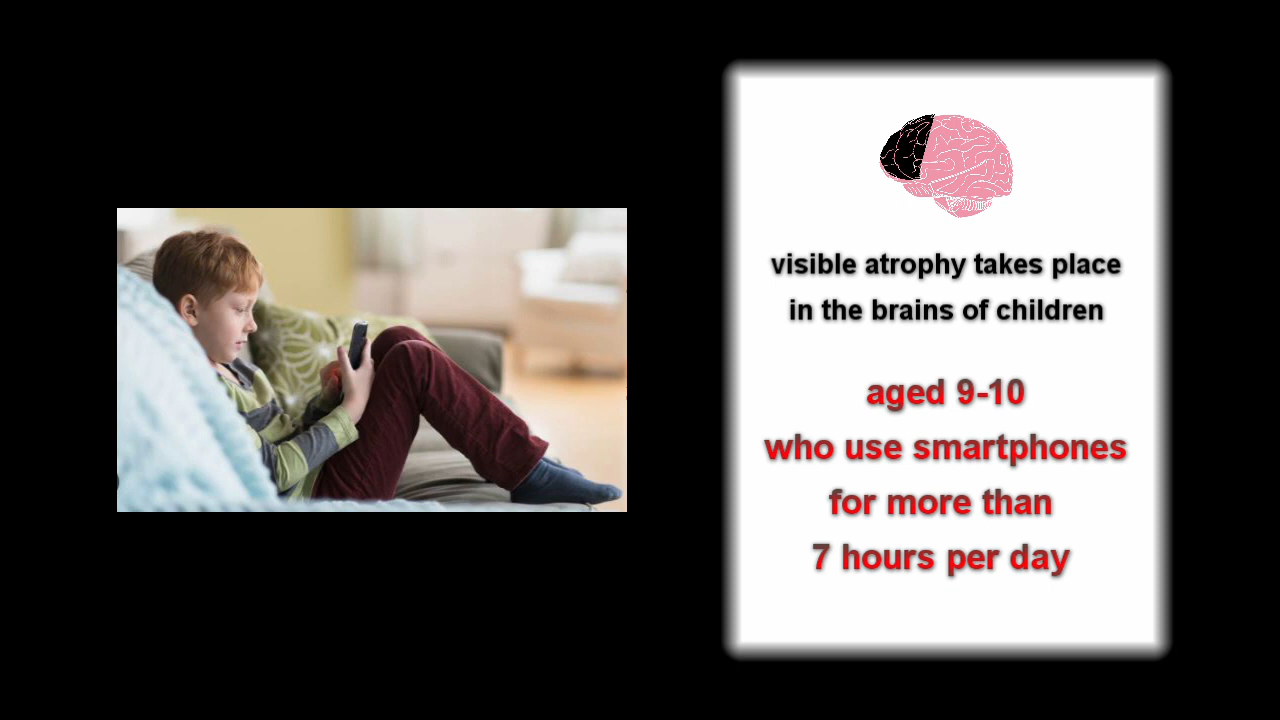 visible atrophy takes place
in the brains of children
aged 9-10
who use smartphones
for more than
7 hours per day